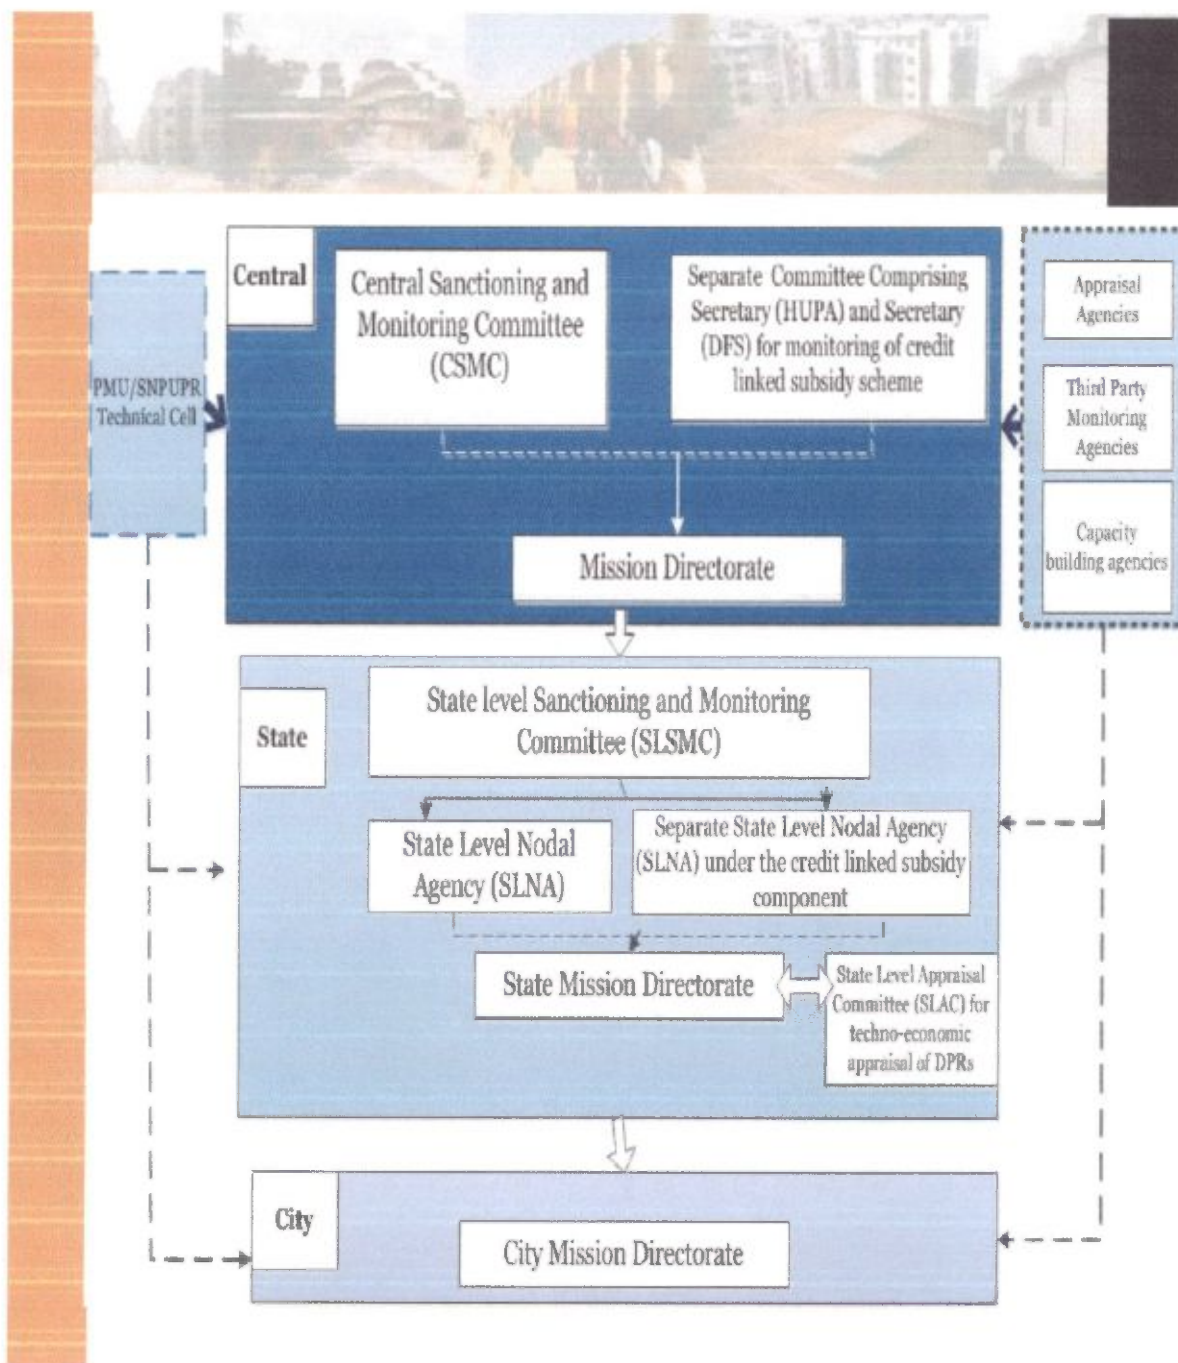 Central
Central Sanctioning and
Monitoring Committee
(CSMC)
Separate Committee Comprising
Secretary (HUPA) and Secretary
(DFS) for monitoring of credit
linked subsidy scheme
Mission Directorate
PMU/SNPUPR
Technical Cell
Appraisal
Agencies
Third Party
Monitoring
Agencies
Capacity
building agencies
State
State level Sanctioning and Monitoring
Committee (SLSMC)
State Level Nodal
Agency (SLNA)
Separate State Level Nodal Agency
(SLNA) under the credit linked subsidy
component
State Mission Directorate
State Level Appraisal
Committee (SLAC) for
techno-economic
appraisal of DPRs
City
City Mission Directorate